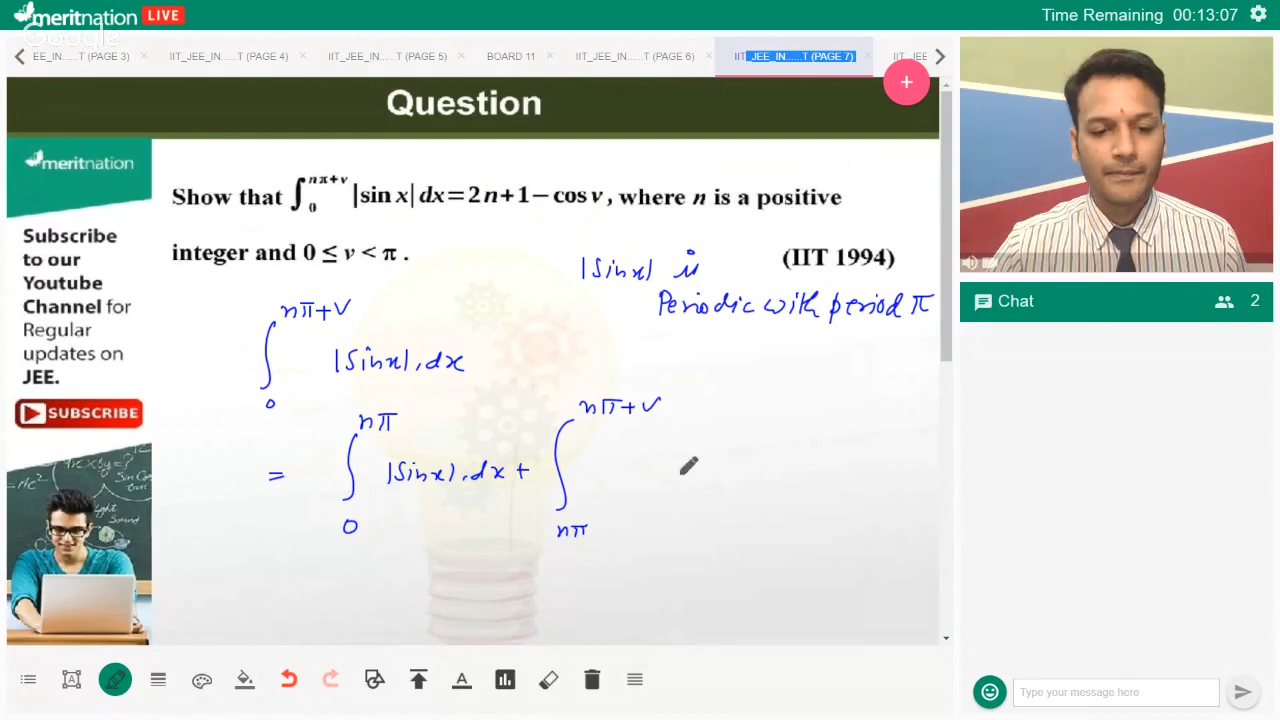 meritnation LIVE
Google
Time Remaining 00:13:07
EE_IN......T (PAGE 3) × IIT_JEE_IN......T (PAGE 4) × IIT_JEE_IN......T (PAGE 5) × BOARD 11 × IIT_JEE_IN......T (PAGE 6) × IIT_JEE_IN......T (PAGE 7) × IIT_JEE
+
Question
meritnation
Subscribe
to our
Youtube
Channel for
Regular
updates on
JEE.
SUBSCRIBE
Show that ∫₀^{nπ+v} |sin x| dx = 2n+1− cos v, where n is a positive
integer and 0 ≤ v < π . (IIT 1994)
|Sinx| is
Periodic with period π
∫₀^{nπ+v} |Sinx|.dx
= ∫₀^{nπ} |Sinx|.dx + ∫_{nπ}^{nπ+v}
Chat 2
Type your message here